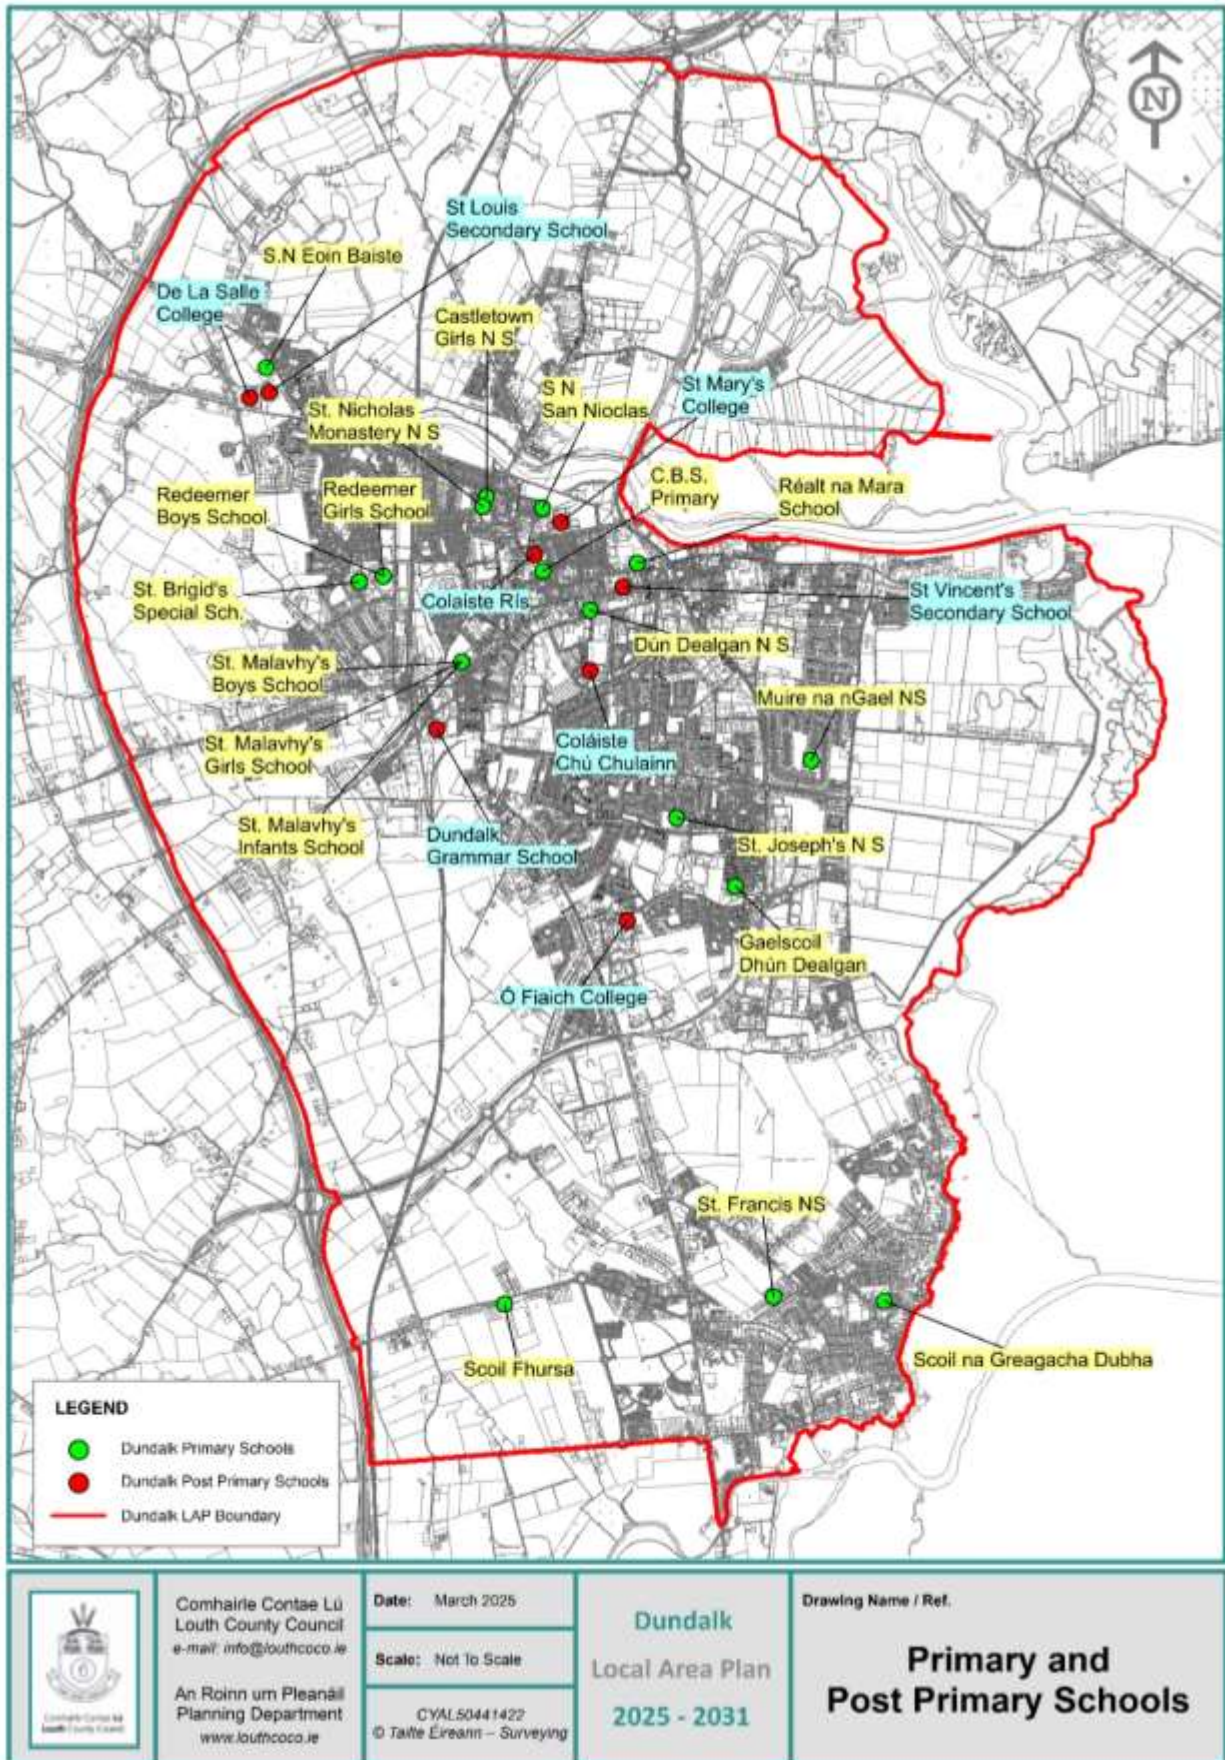 N
St Louis
Secondary School
S.N Eoin Baiste
De La Salle
College
Castletown
Girls N S
S N
San Nioclas
St Mary's
College
St. Nicholas
Monastery N S
C.B.S.
Primary
Réalt na Mara
School
Redeemer
Boys School
Redeemer
Girls School
St. Brigid's
Special Sch.
Colaiste Rís
St Vincent's
Secondary School
Dún Dealgan N S
St. Malavhy's
Boys School
Muire na nGael NS
St. Malavhy's
Girls School
Coláiste
Chú Chulainn
St. Malavhy's
Infants School
Dundalk
Grammar School
St. Joseph's N S
Gaelscoil
Dhún Dealgan
Ó Fiaich College
St. Francis NS
Scoil Fhursa
Scoil na Greagacha Dubha
LEGEND
Dundalk Primary Schools
Dundalk Post Primary Schools
Dundalk LAP Boundary
Comhairle Contae Lú
Louth County Council
Comhairle Contae Lú
Louth County Council
e-mail: info@louthcoco.ie
An Roinn um Pleanáil
Planning Department
www.louthcoco.ie
Date: March 2025
Scale: Not To Scale
CYAL50441422
© Tailte Éireann – Surveying
Dundalk
Local Area Plan
2025 - 2031
Drawing Name / Ref.
Primary and
Post Primary Schools